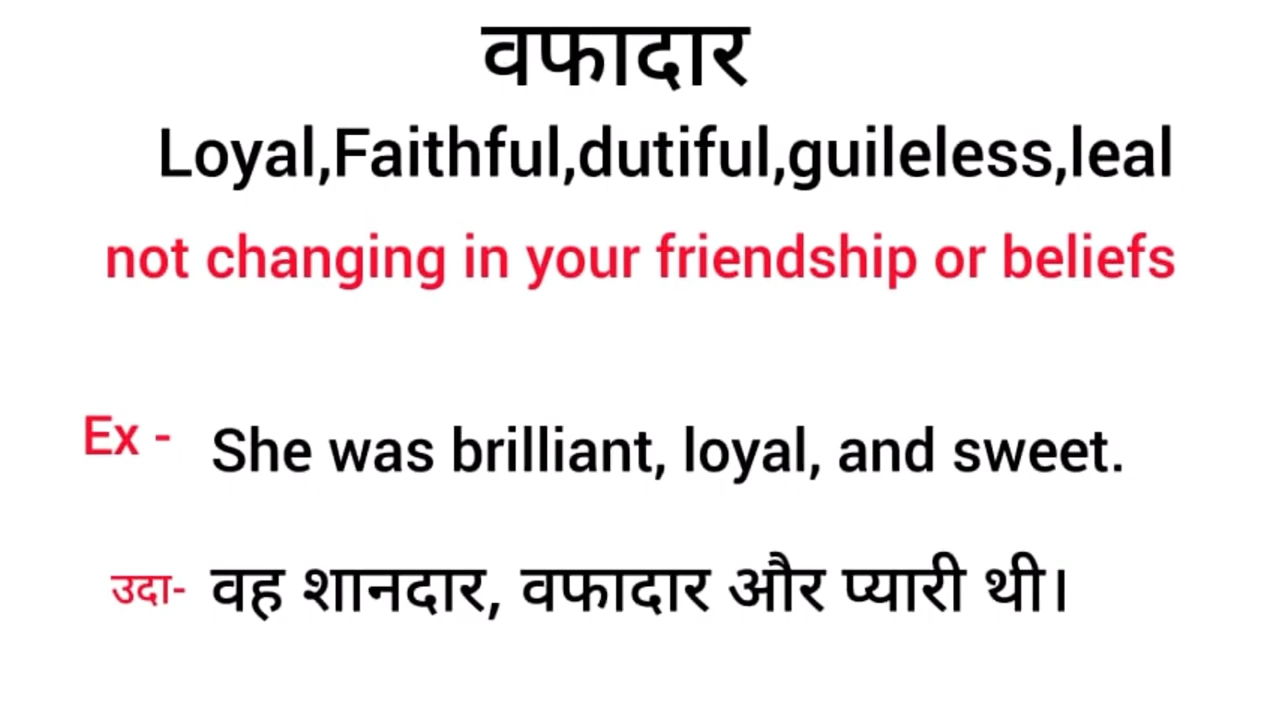 वफादार
Loyal,Faithful,dutiful,guileless,leal
not changing in your friendship or beliefs
Ex - She was brilliant, loyal, and sweet.
उदा- वह शानदार, वफादार और प्यारी थी।